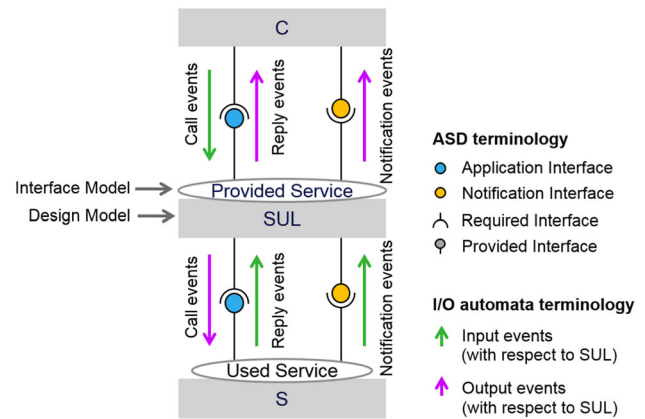 C
Call events
Reply events
Notification events
Interface Model
Provided Service
Design Model
SUL
Call events
Reply events
Notification events
Used Service
S
ASD terminology
Application Interface
Notification Interface
Required Interface
Provided Interface
I/O automata terminology
Input events
(with respect to SUL)
Output events
(with respect to SUL)